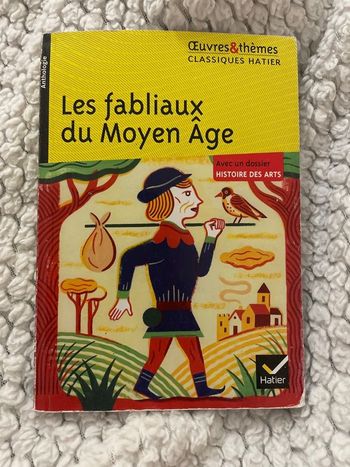 Anthologie
Œuvres&thèmes
CLASSIQUES HATIER
Les fabliaux
du Moyen Âge
Avec un dossier
HISTOIRE DES ARTS
Hatier